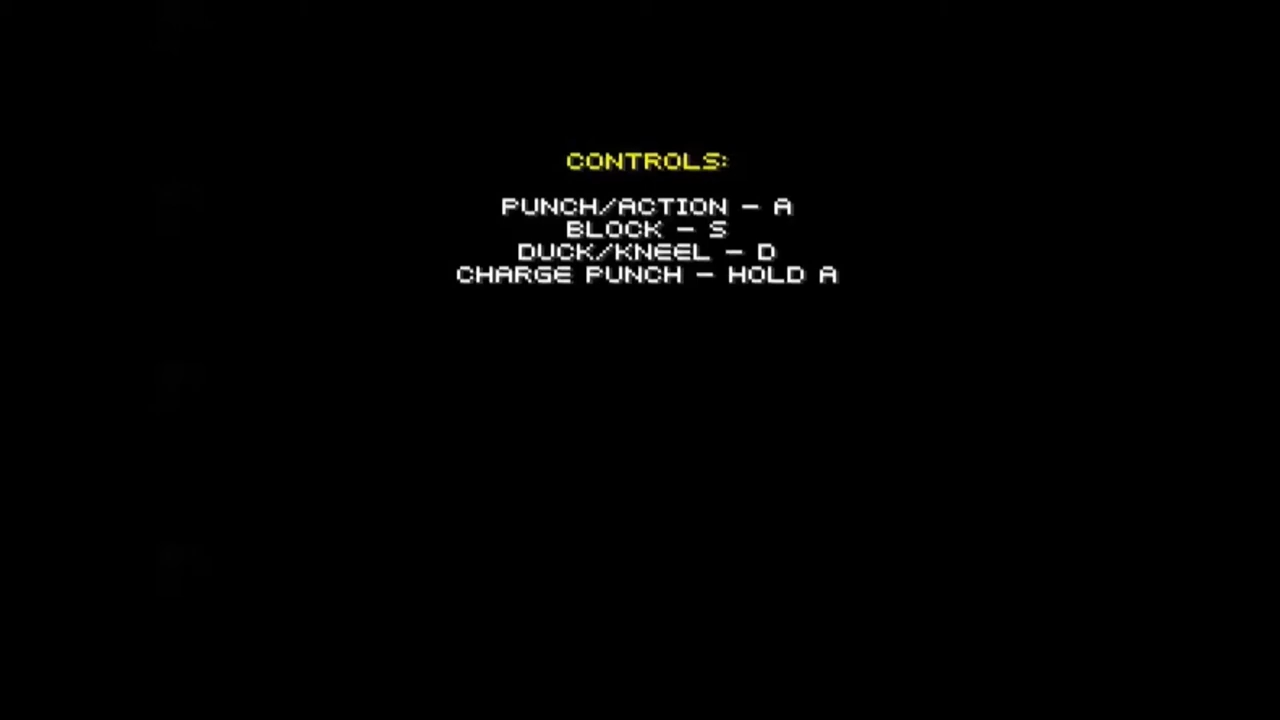 CONTROLS:
PUNCH/ACTION - A
BLOCK - S
DUCK/KNEEL - D
CHARGE PUNCH - HOLD A